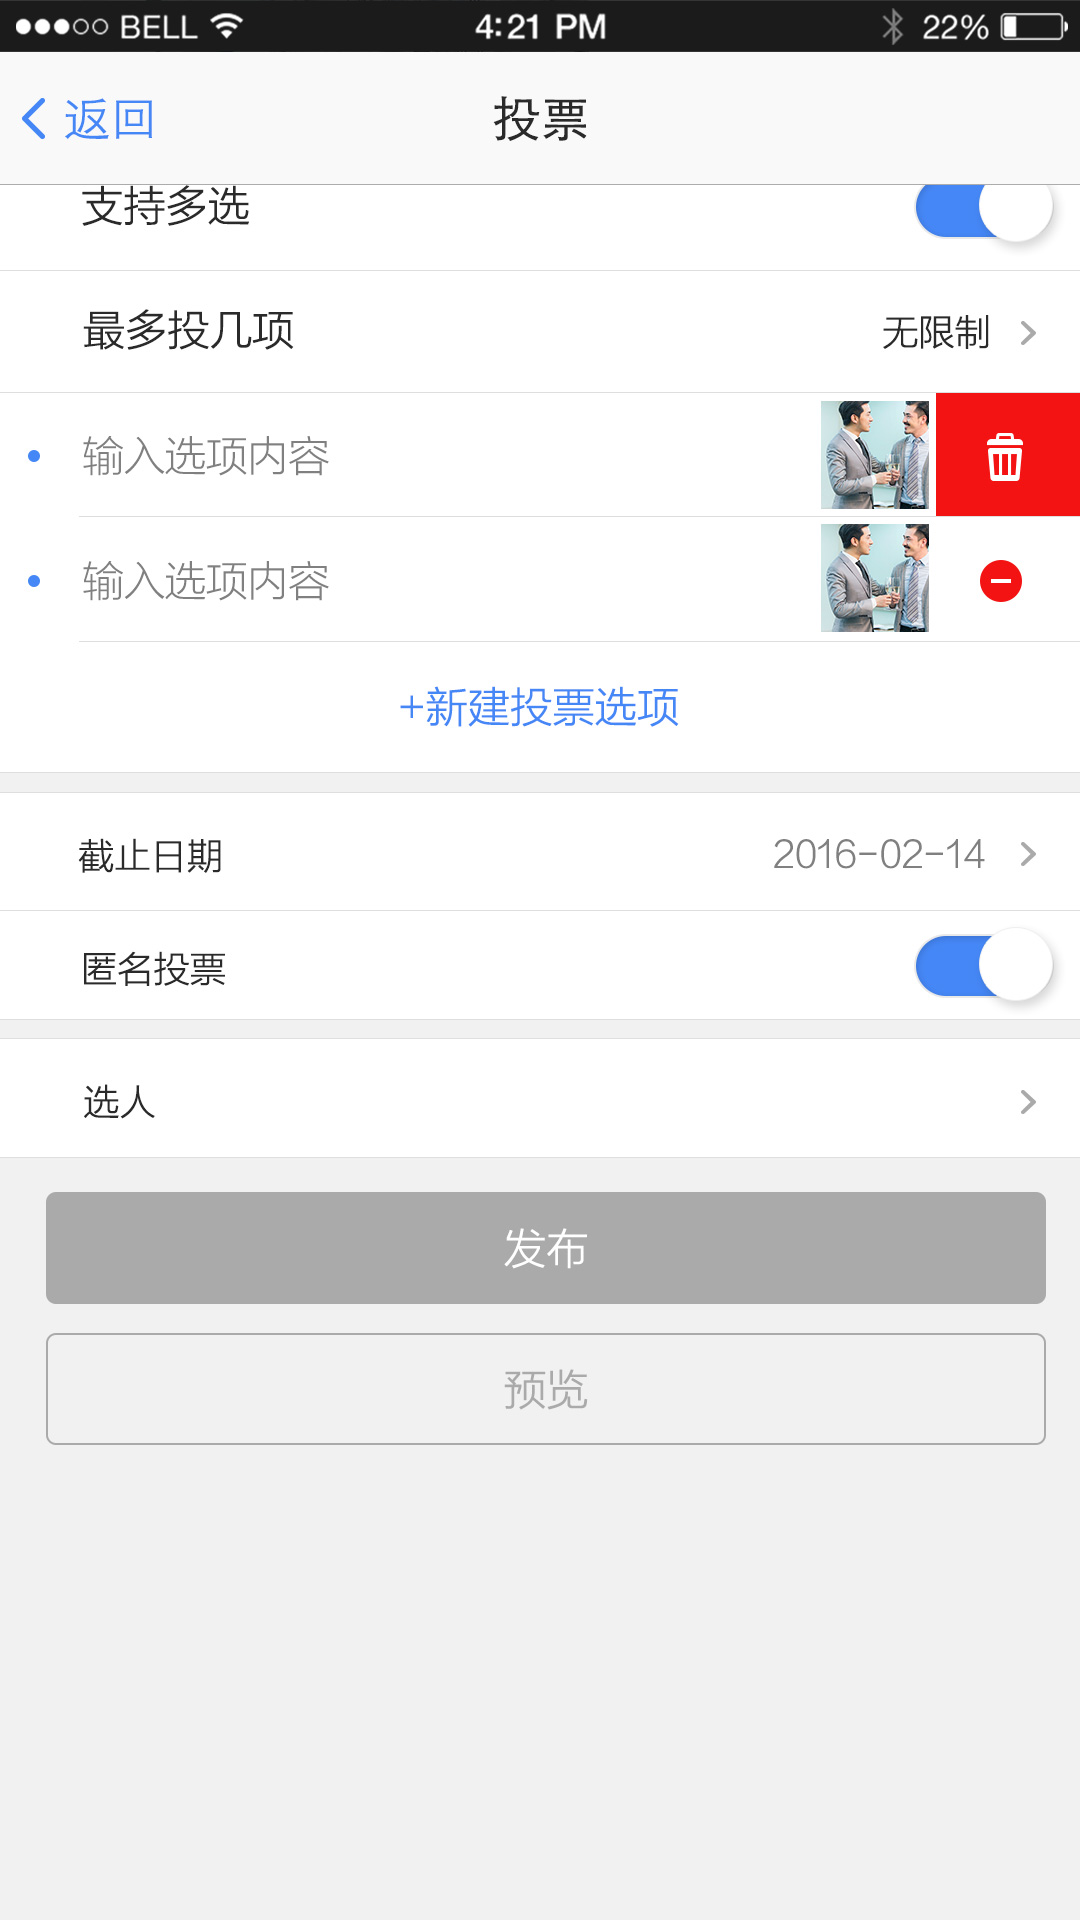 BELL 4:21 PM 22%
返回 投票
支持多选
最多投几项 无限制
输入选项内容
输入选项内容
+新建投票选项
截止日期 2016-02-14
匿名投票
选人
发布
预览